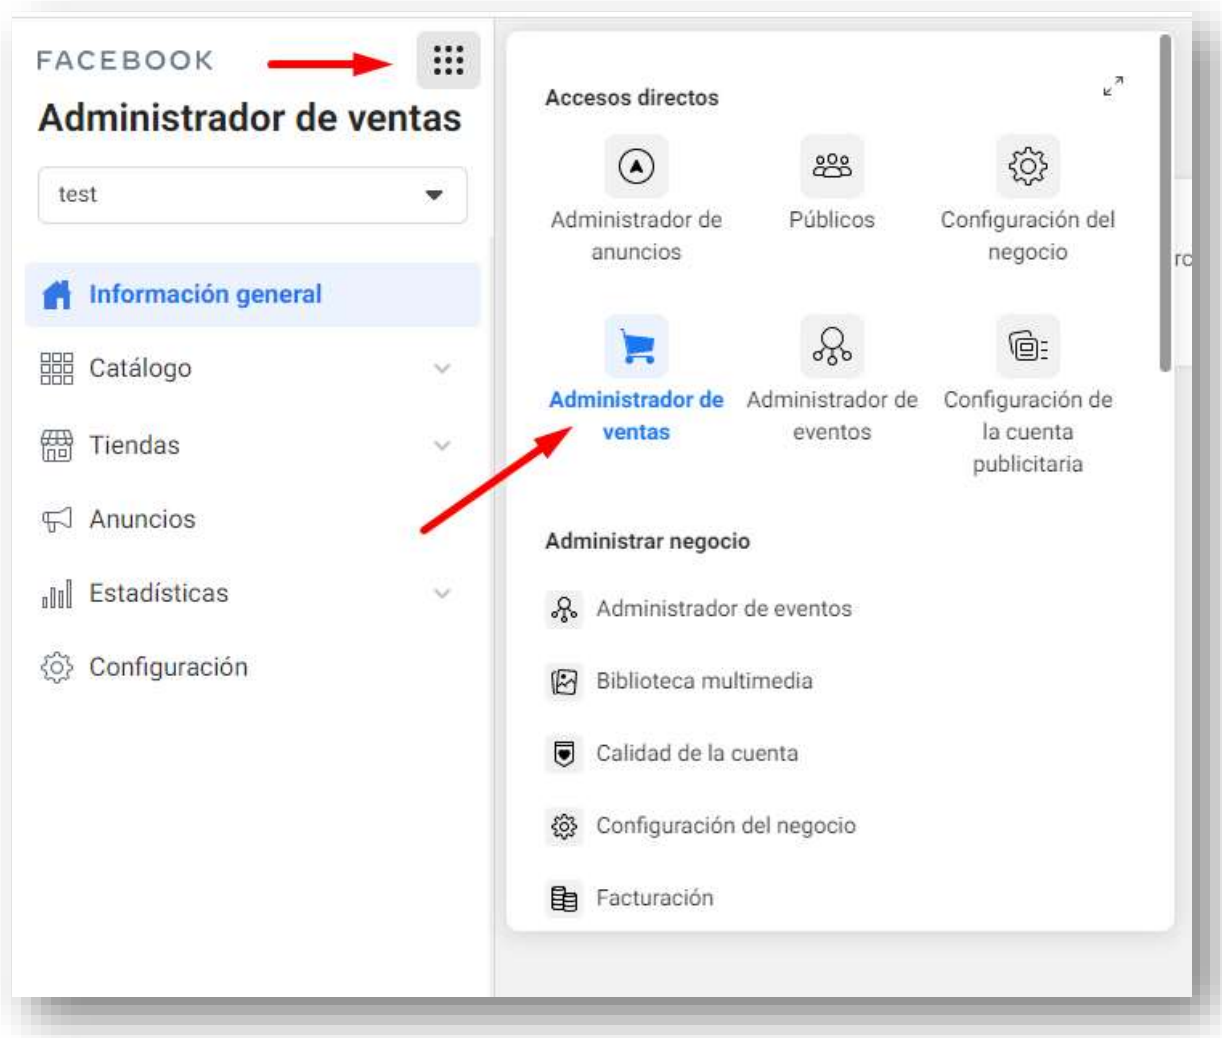 FACEBOOK
Administrador de ventas
test
Información general
Catálogo
Tiendas
Anuncios
Estadísticas
Configuración
Accesos directos
Administrador de
anuncios
Públicos
Configuración del
negocio
Administrador de
ventas
Administrador de
eventos
Configuración de
la cuenta
publicitaria
Administrar negocio
Administrador de eventos
Biblioteca multimedia
Calidad de la cuenta
Configuración del negocio
Facturación